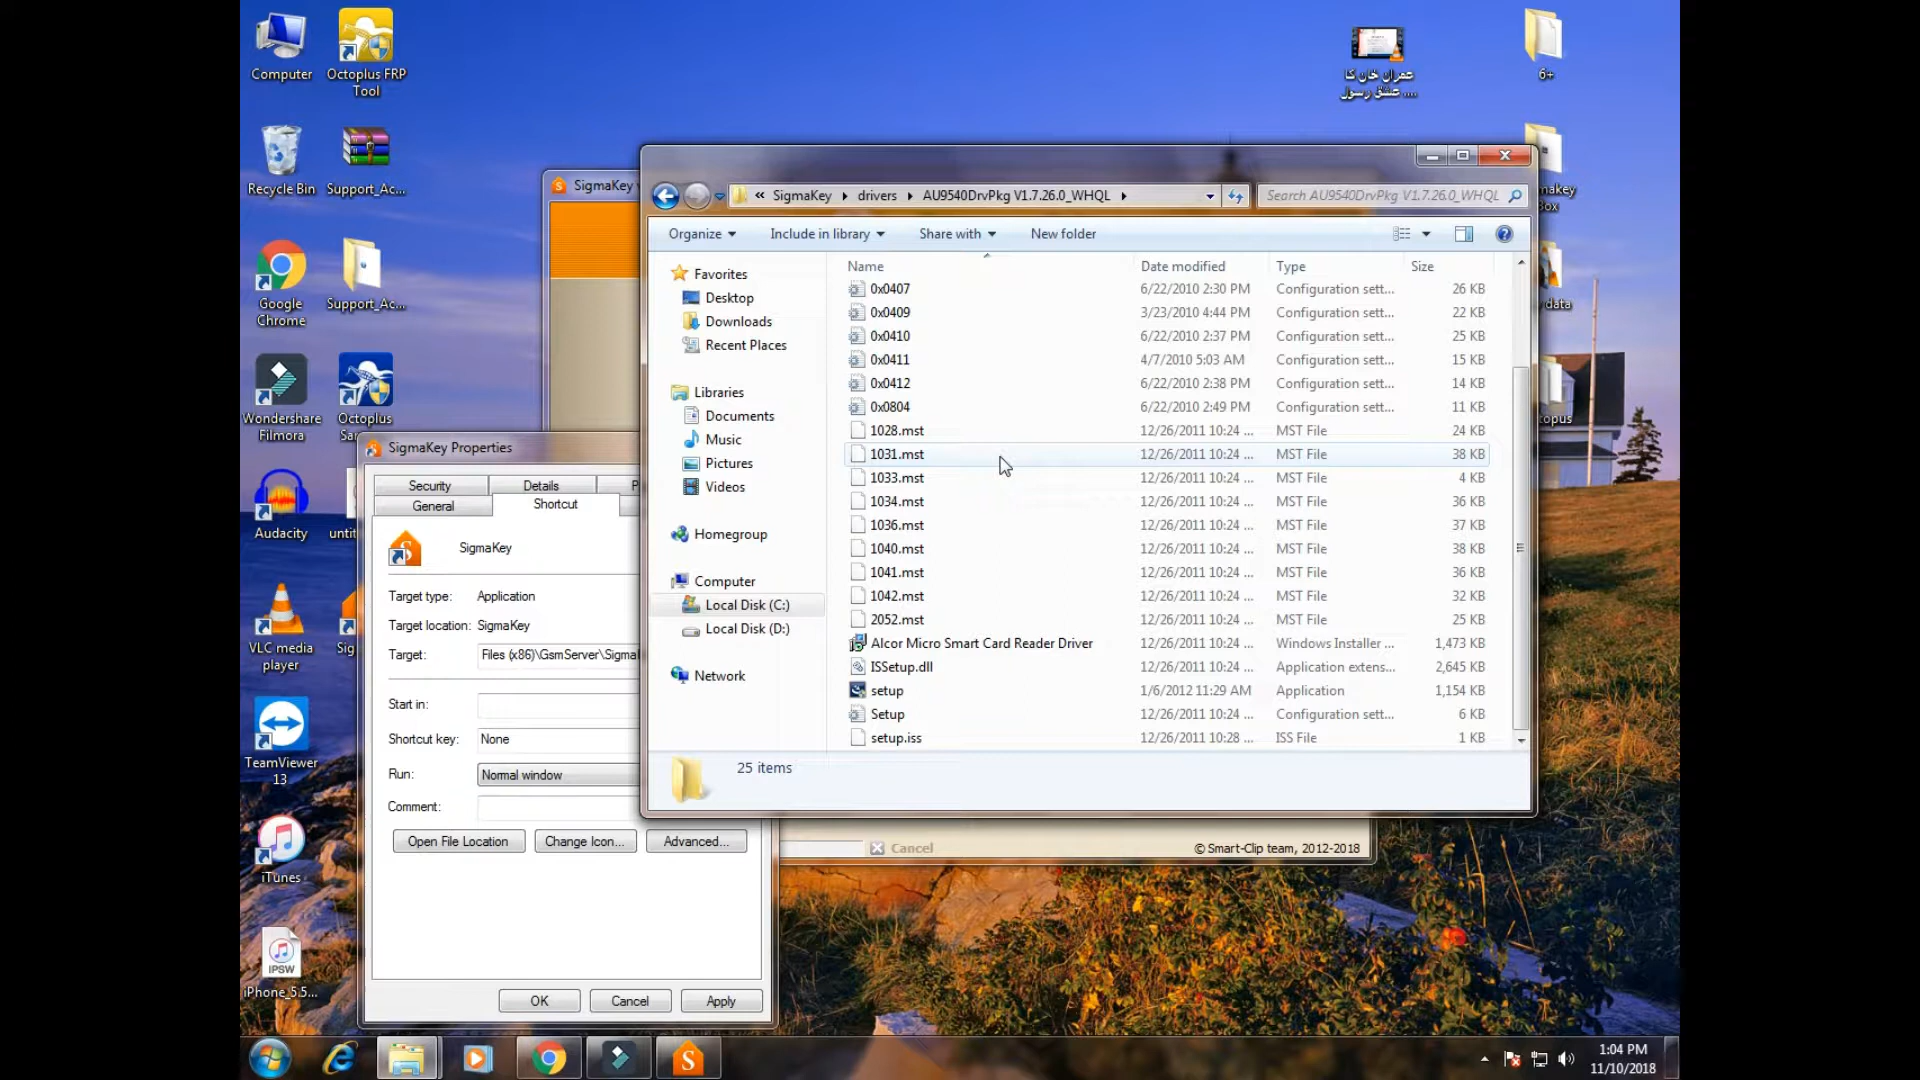 Computer
Octoplus FRP
Tool
Recycle Bin
Support_Ac...
Google
Chrome
Support_Ac...
Wondershare
Filmora
Octoplus
Audacity
VLC media
player
TeamViewer
13
iTunes
IPSW
iPhone_5.5...
عمران خان کا
عشق رسول ....
6+
SigmaKey
SigmaKey Properties
Security
Details
General
Shortcut
SigmaKey
Target type: Application
Target location: SigmaKey
Target: Files (x86)\GsmServer\Sigmal
Start in:
Shortcut key: None
Run: Normal window
Comment:
Open File Location
Change Icon...
Advanced...
OK
Cancel
Apply
« SigmaKey drivers AU9540DrvPkg V1.7.26.0_WHQL
Search AU9540DrvPkg V1.7.26.0_WHQL
Organize
Include in library
Share with
New folder
Favorites
Desktop
Downloads
Recent Places
Libraries
Documents
Music
Pictures
Videos
Homegroup
Computer
Local Disk (C:)
Local Disk (D:)
Network
Name Date modified Type Size
0x0407 6/22/2010 2:30 PM Configuration sett... 26 KB
0x0409 3/23/2010 4:44 PM Configuration sett... 22 KB
0x0410 6/22/2010 2:37 PM Configuration sett... 25 KB
0x0411 4/7/2010 5:03 AM Configuration sett... 15 KB
0x0412 6/22/2010 2:38 PM Configuration sett... 14 KB
0x0804 6/22/2010 2:49 PM Configuration sett... 11 KB
1028.mst 12/26/2011 10:24 ... MST File 24 KB
1031.mst 12/26/2011 10:24 ... MST File 38 KB
1033.mst 12/26/2011 10:24 ... MST File 4 KB
1034.mst 12/26/2011 10:24 ... MST File 36 KB
1036.mst 12/26/2011 10:24 ... MST File 37 KB
1040.mst 12/26/2011 10:24 ... MST File 38 KB
1041.mst 12/26/2011 10:24 ... MST File 36 KB
1042.mst 12/26/2011 10:24 ... MST File 32 KB
2052.mst 12/26/2011 10:24 ... MST File 25 KB
Alcor Micro Smart Card Reader Driver 12/26/2011 10:24 ... Windows Installer ... 1,473 KB
ISSetup.dll 12/26/2011 10:24 ... Application extens... 2,645 KB
setup 1/6/2012 11:29 AM Application 1,154 KB
Setup 12/26/2011 10:24 ... Configuration sett... 6 KB
setup.iss 12/26/2011 10:28 ... ISS File 1 KB
25 items
Cancel
© Smart-Clip team, 2012-2018
1:04 PM
11/10/2018